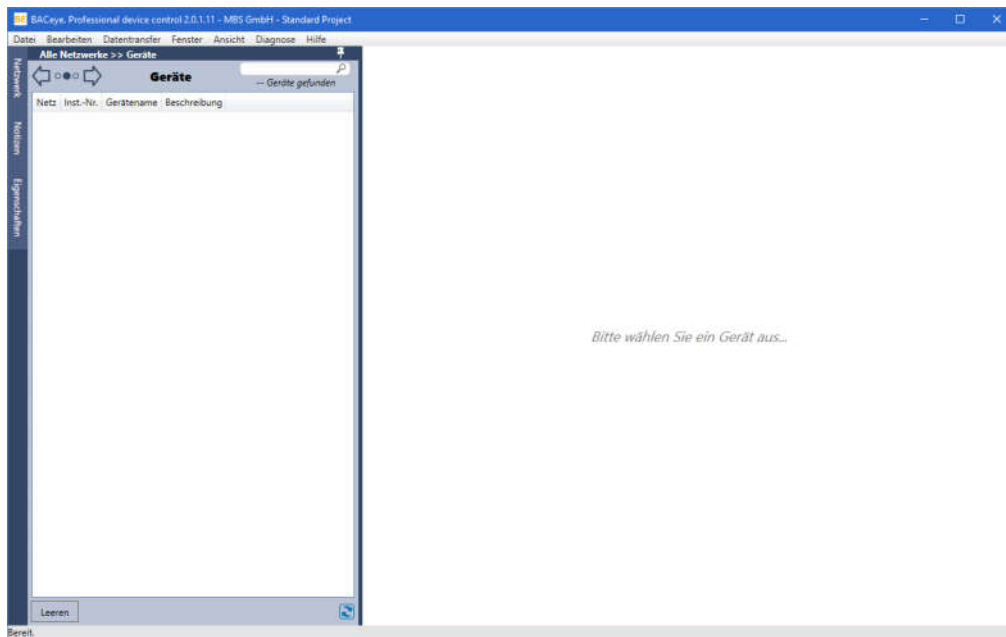 BE BACeye. Professional device control 2.0.1.11 - MBS GmbH - Standard Project
Datei Bearbeiten Datentransfer Fenster Ansicht Diagnose Hilfe
Netzwerk
Notizen
Eigenschaften
Alle Netzwerke >> Geräte
Geräte
-- Geräte gefunden
Netz Inst.-Nr. Gerätename Beschreibung
Bitte wählen Sie ein Gerät aus...
Leeren
Bereit.